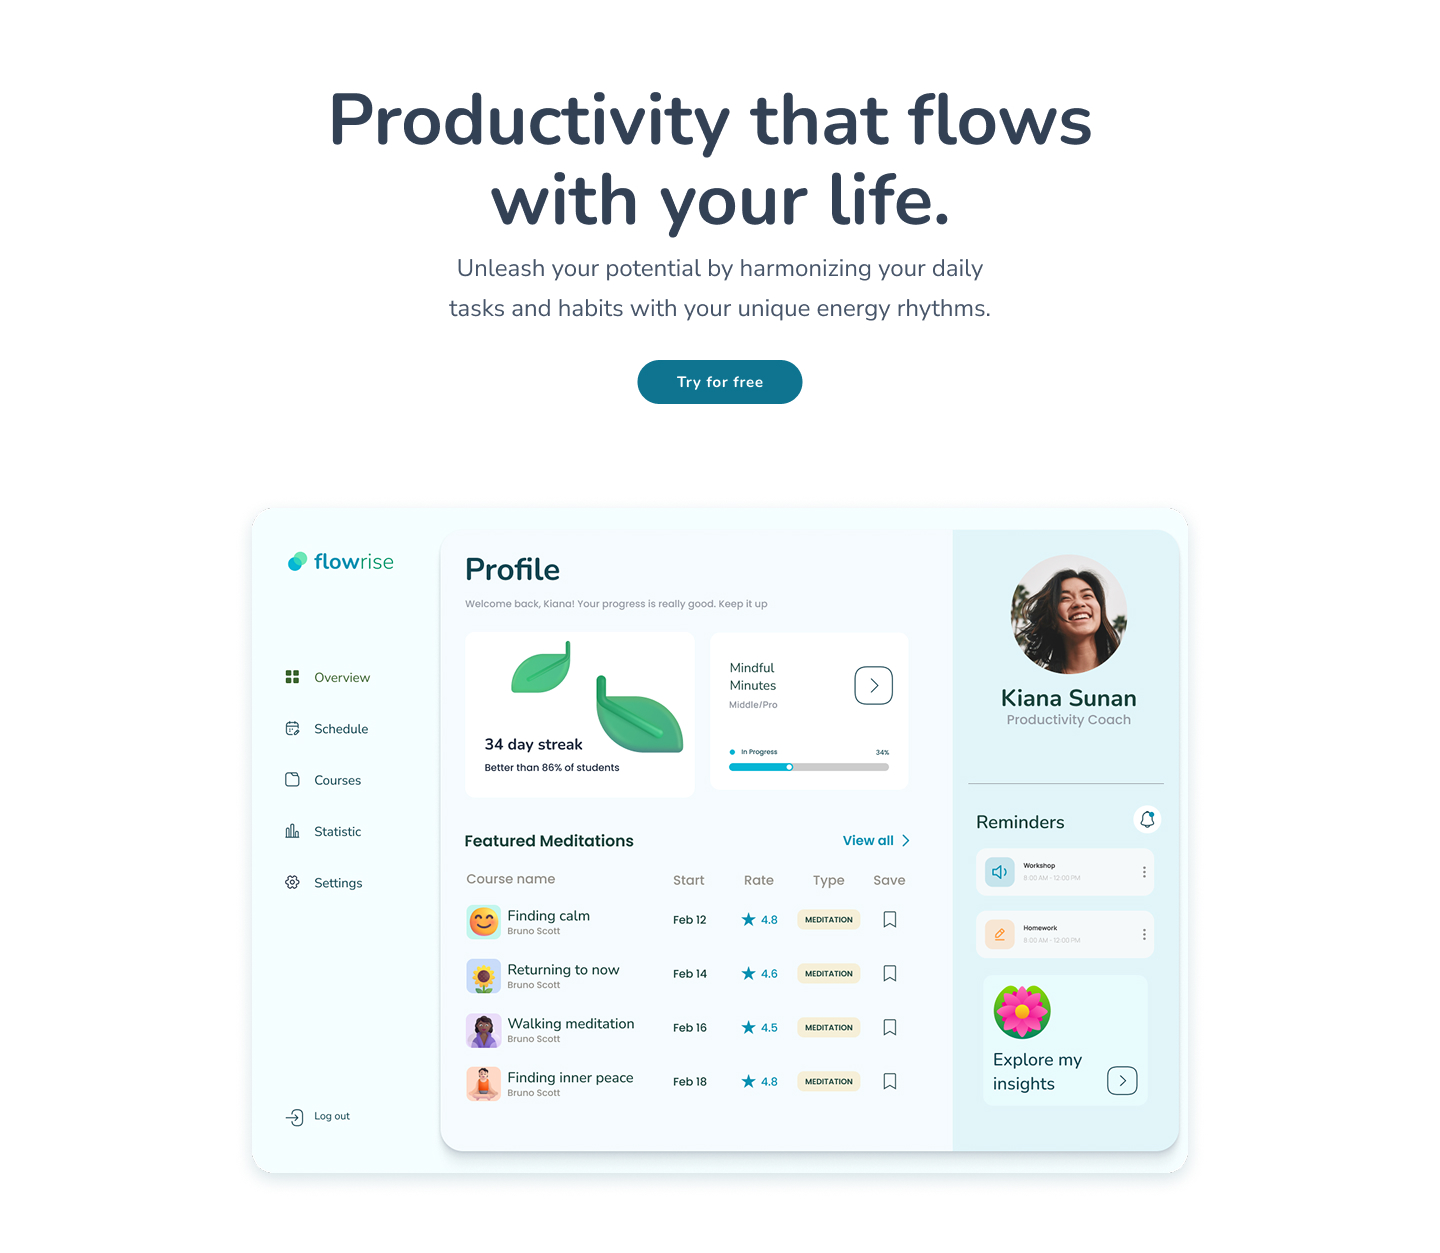 Productivity that flows
with your life.
Unleash your potential by harmonizing your daily
tasks and habits with your unique energy rhythms.
Try for free
flowrise
Overview
Schedule
Courses
Statistic
Settings
Log out
Profile
Welcome back, Kiana! Your progress is really good. Keep it up
34 day streak
Better than 86% of students
Mindful
Minutes
Middle/Pro
In Progress 34%
Featured Meditations View all
Course name Start Rate Type Save
Finding calm
Bruno Scott
Feb 12 4.8 MEDITATION
Returning to now
Bruno Scott
Feb 14 4.6 MEDITATION
Walking meditation
Bruno Scott
Feb 16 4.5 MEDITATION
Finding inner peace
Bruno Scott
Feb 18 4.8 MEDITATION
Kiana Sunan
Productivity Coach
Reminders
Workshop
8:00 AM - 12:00 PM
Homework
8:00 AM - 12:00 PM
Explore my
insights